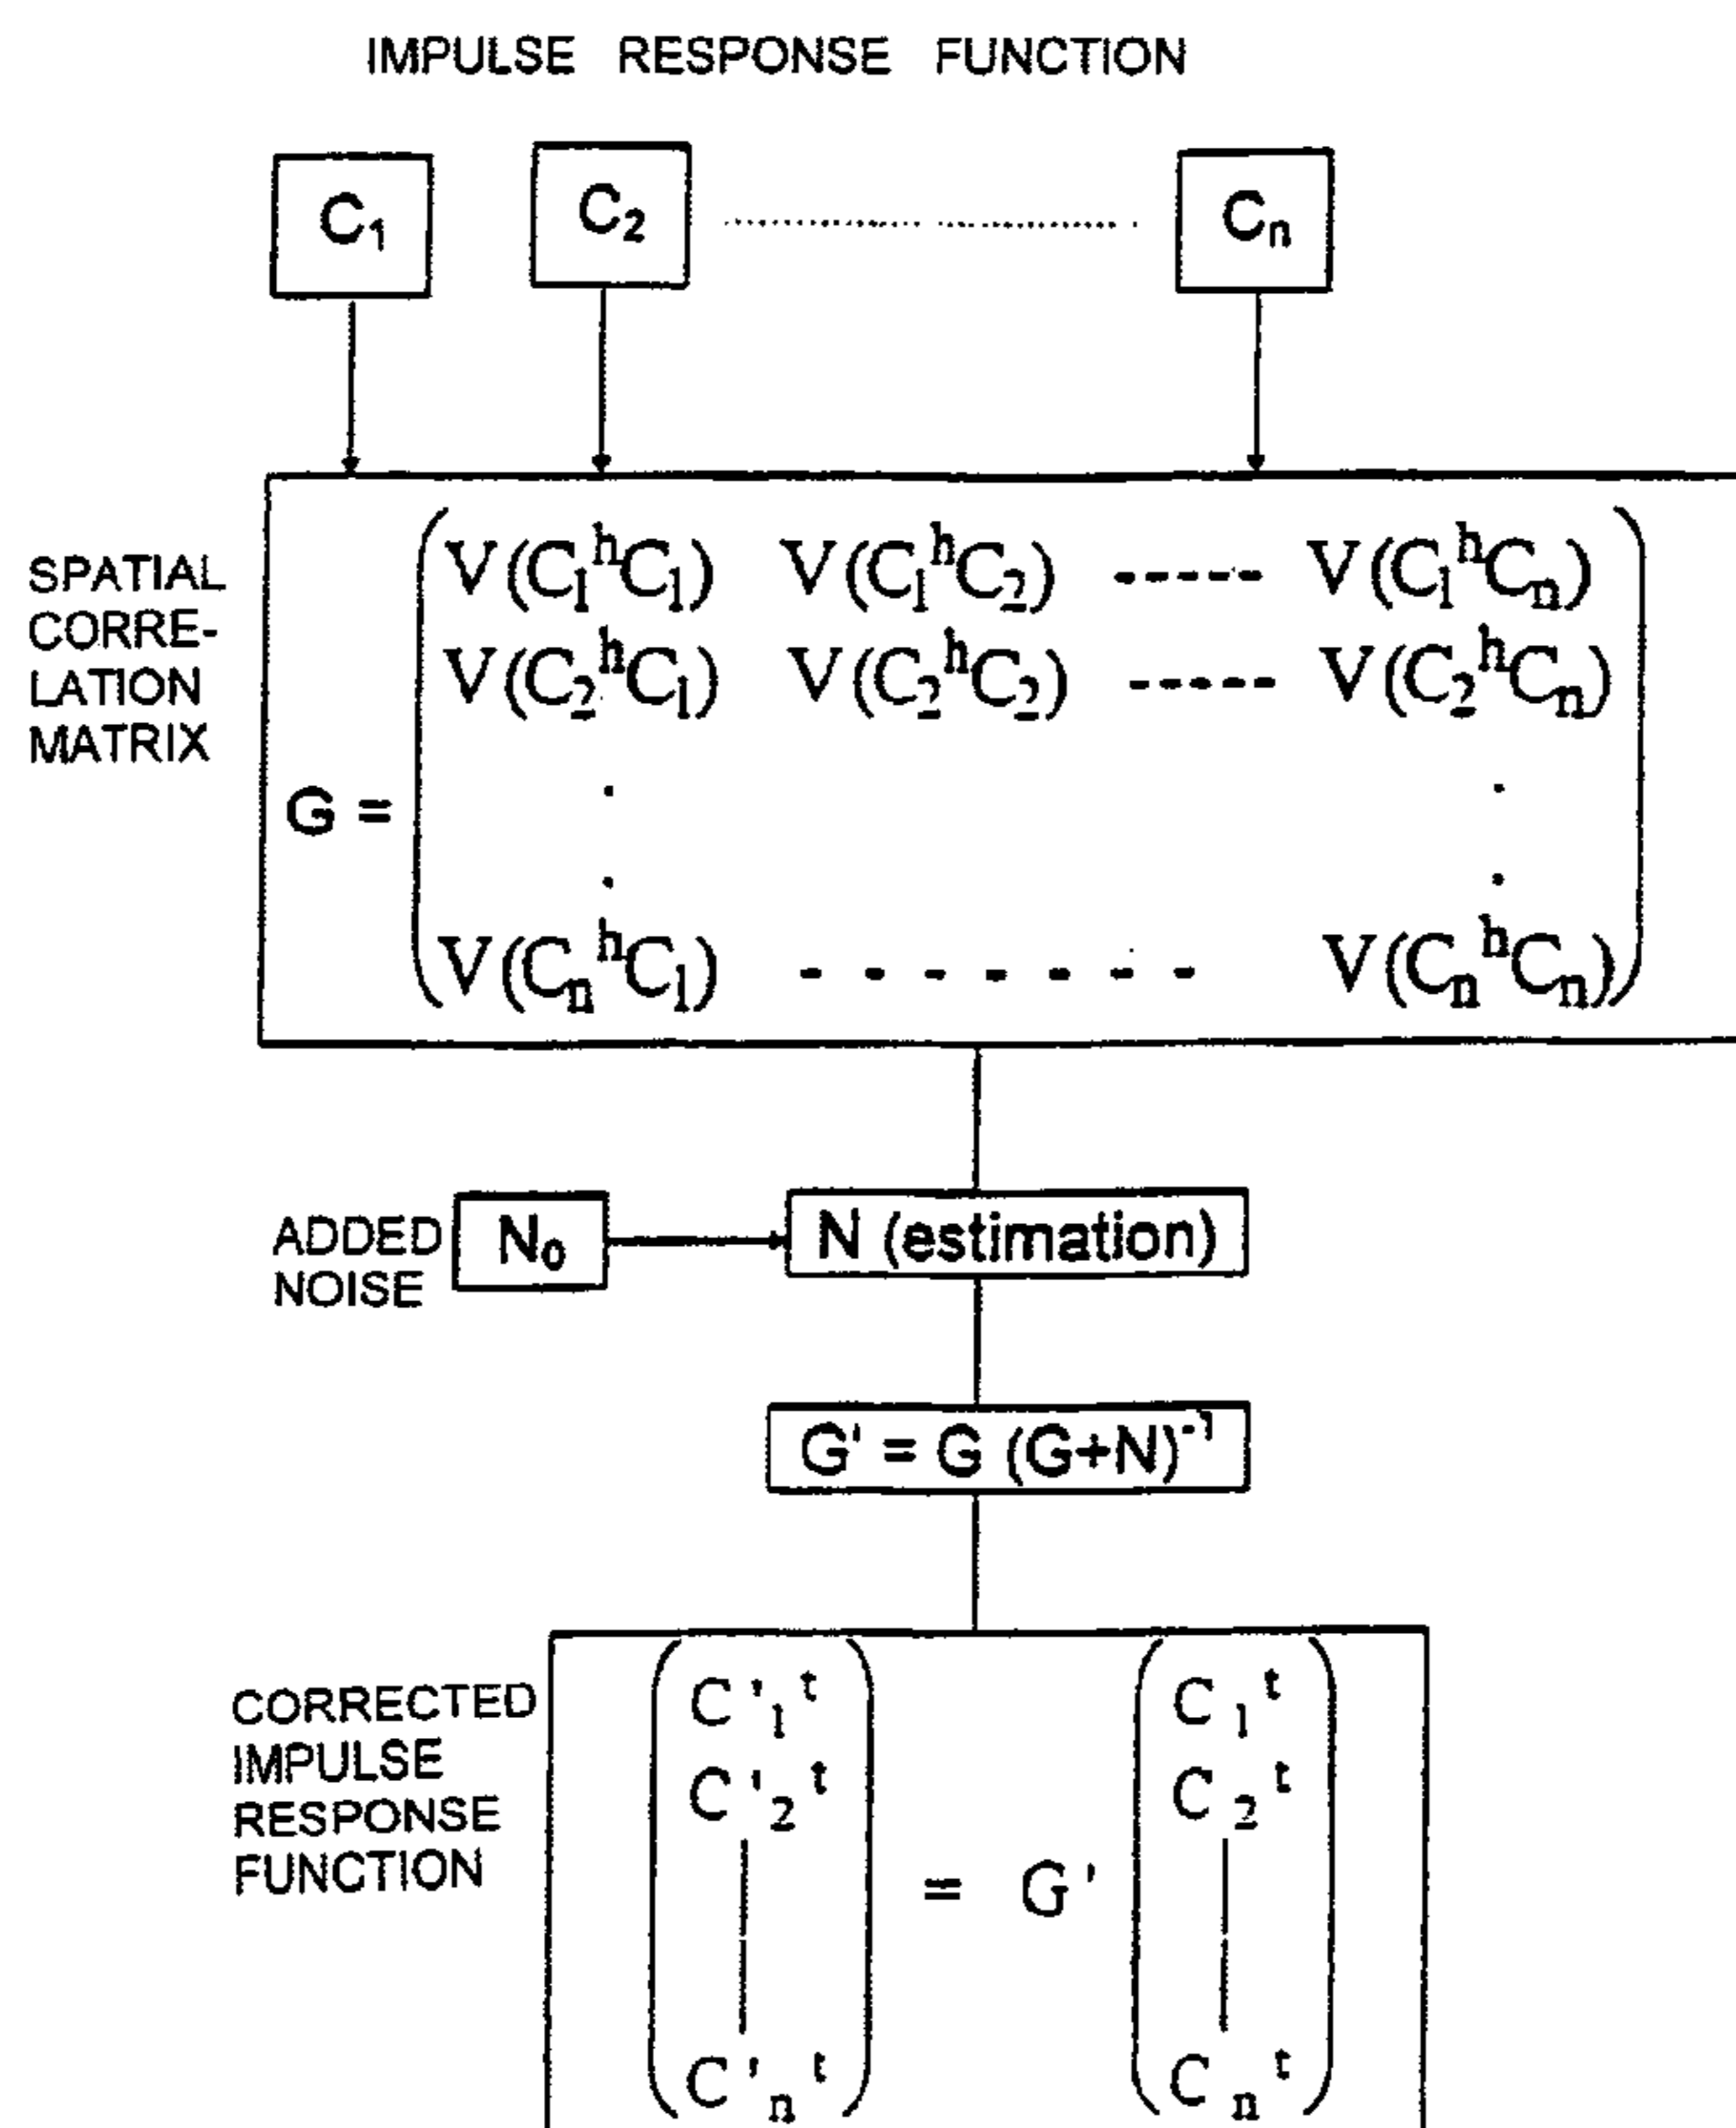 IMPULSE RESPONSE FUNCTION
C₁ C₂ Cₙ
SPATIAL
CORRE-
LATION
MATRIX
G =
V(C₁ʰC₁) V(C₁ʰC₂) ----- V(C₁ʰCₙ)
V(C₂ʰC₁) V(C₂ʰC₂) ----- V(C₂ʰCₙ)
V(CₙʰC₁) - - - - - - - V(CₙʰCₙ)
ADDED
NOISE
N₀
N (estimation)
G' = G (G+N)⁻¹
CORRECTED
IMPULSE
RESPONSE
FUNCTION
C'₁ᵗ
C'₂ᵗ
C'ₙᵗ
= G'
C₁ᵗ
C₂ᵗ
Cₙᵗ